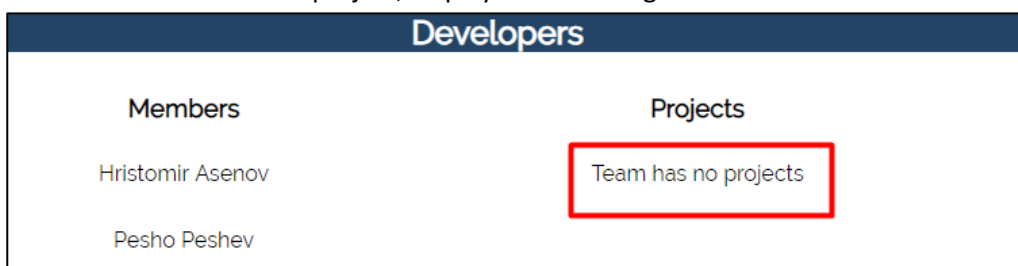 Developers
Members Projects
Hristomir Asenov Team has no projects
Pesho Peshev